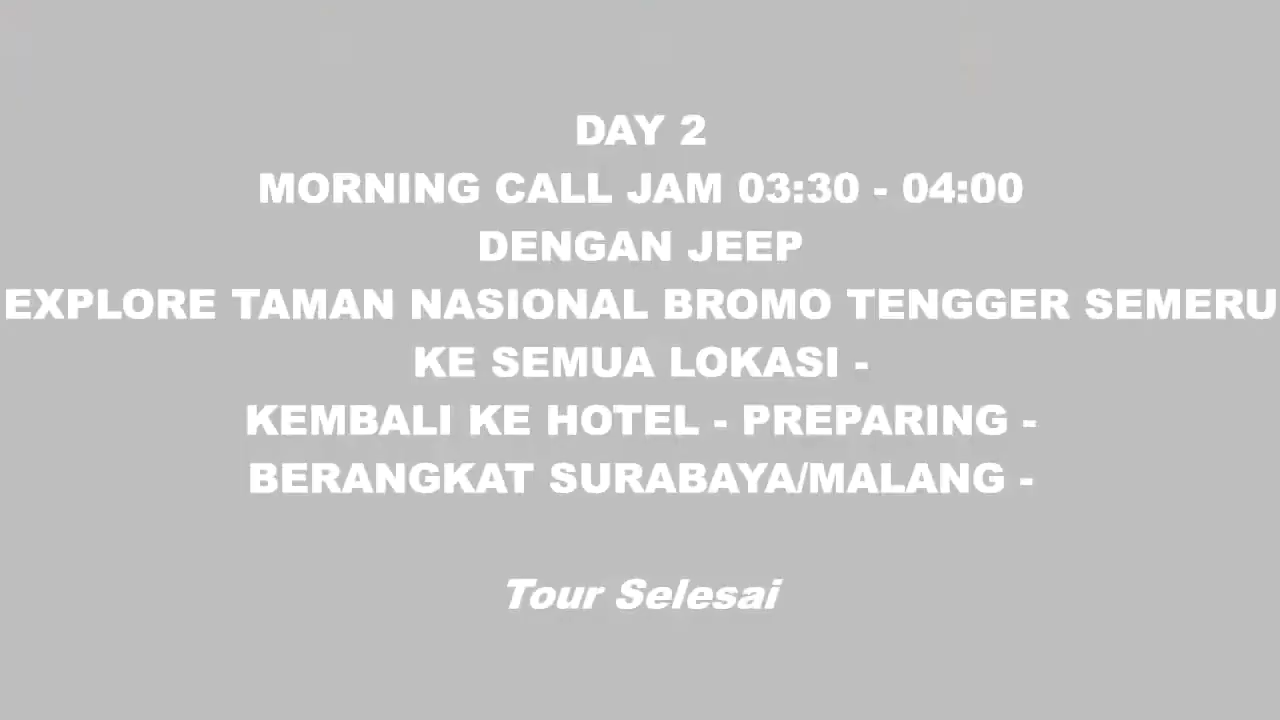 DAY 2
MORNING CALL JAM 03:30 - 04:00
DENGAN JEEP
EXPLORE TAMAN NASIONAL BROMO TENGGER SEMERU
KE SEMUA LOKASI -
KEMBALI KE HOTEL - PREPARING -
BERANGKAT SURABAYA/MALANG -
Tour Selesai